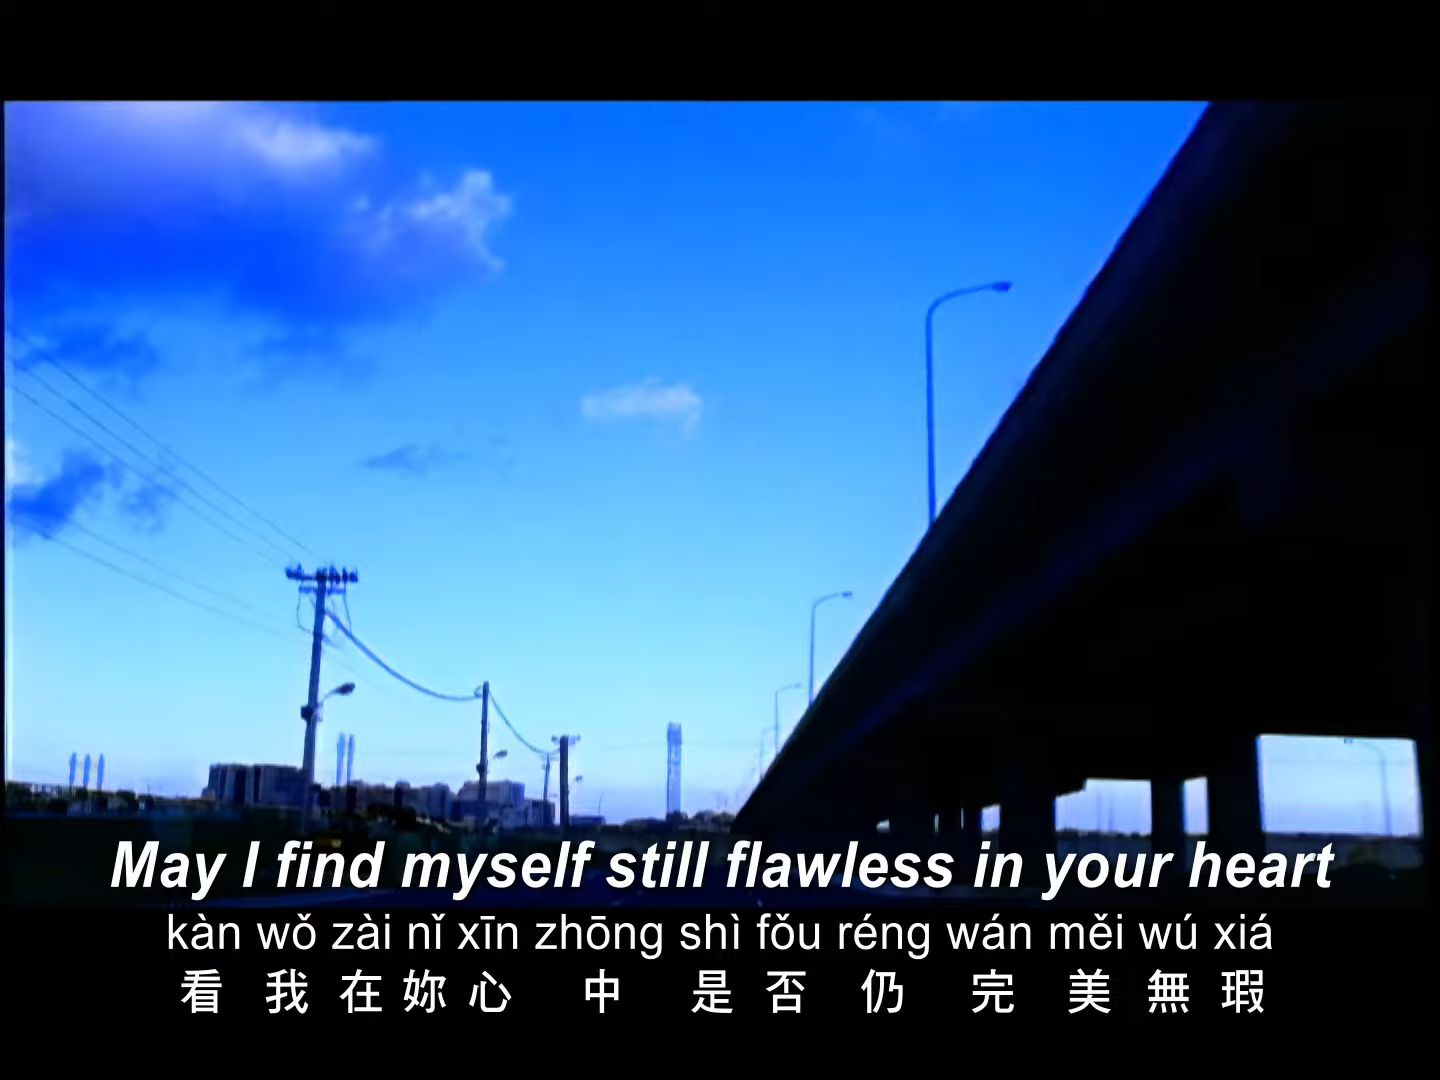 May I find myself still flawless in your heart
kàn wǒ zài nǐ xīn zhōng shì fǒu réng wán měi wú xiá
看 我 在 妳 心 中 是 否 仍 完 美 無 瑕